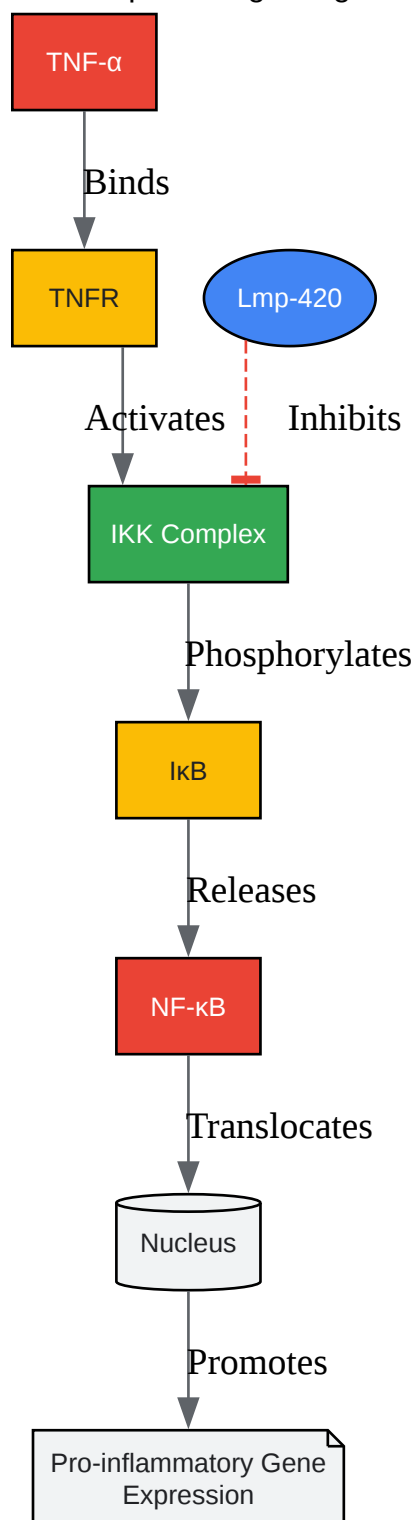 TNF-α
Binds
TNFR
Lmp-420
Activates
Inhibits
IKK Complex
Phosphorylates
IκB
Releases
NF-κB
Translocates
Nucleus
Promotes
Pro-inflammatory Gene
Expression